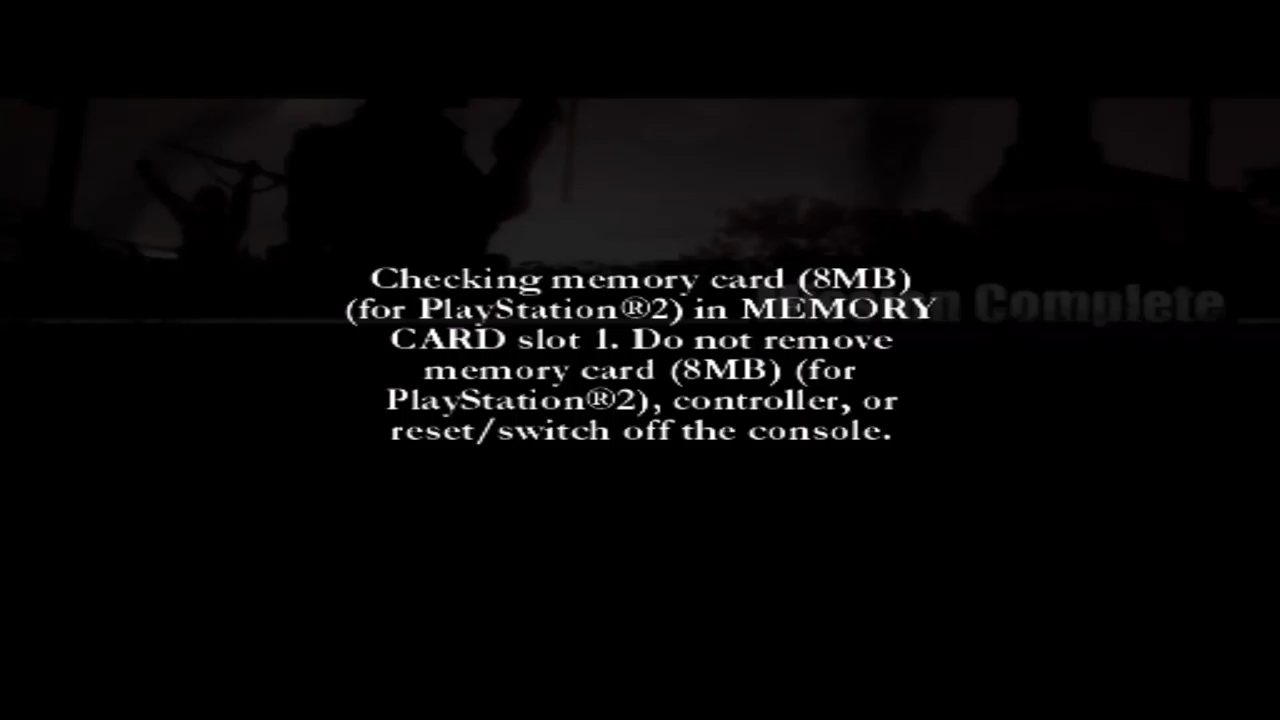 Checking memory card (8MB)
(for PlayStation®2) in MEMORY
CARD slot 1. Do not remove
memory card (8MB) (for
PlayStation®2), controller, or
reset/switch off the console.
Complete